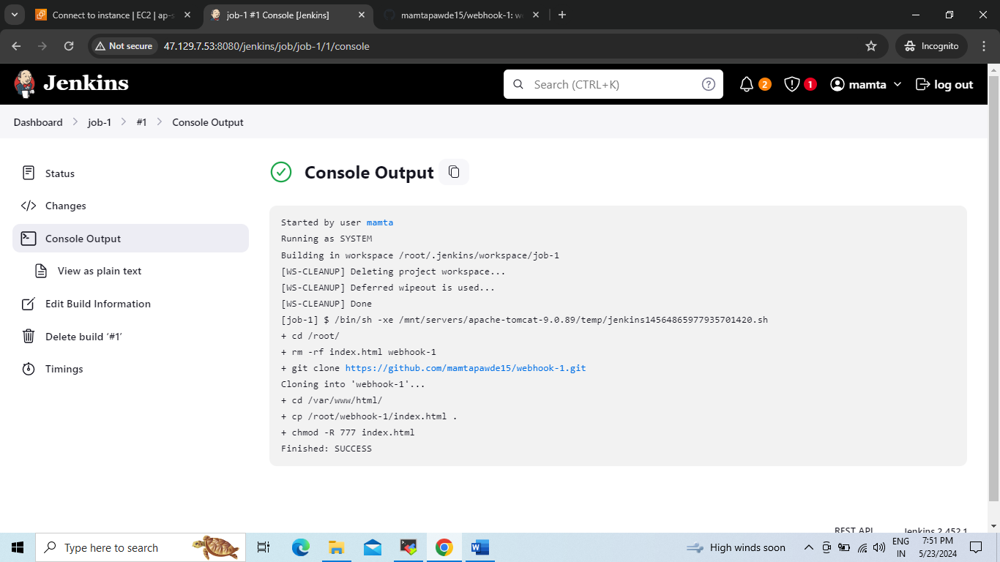 Connect to instance | EC2 | ap-s
job-1 #1 Console [Jenkins]
mamtapawde15/webhook-1: w
Not secure
47.129.7.53:8080/jenkins/job/job-1/1/console
Incognito
Jenkins
Search (CTRL+K)
2
1
mamta
log out
Dashboard
job-1
#1
Console Output
Status
Changes
Console Output
View as plain text
Edit Build Information
Delete build ‘#1’
Timings
Console Output
Started by user mamta
Running as SYSTEM
Building in workspace /root/.jenkins/workspace/job-1
[WS-CLEANUP] Deleting project workspace...
[WS-CLEANUP] Deferred wipeout is used...
[WS-CLEANUP] Done
[job-1] $ /bin/sh -xe /mnt/servers/apache-tomcat-9.0.89/temp/jenkins14564865977935701420.sh
+ cd /root/
+ rm -rf index.html webhook-1
+ git clone https://github.com/mamtapawde15/webhook-1.git
Cloning into 'webhook-1'...
+ cd /var/www/html/
+ cp /root/webhook-1/index.html .
+ chmod -R 777 index.html
Finished: SUCCESS
REST API
Jenkins 2.452.1
Type here to search
High winds soon
ENG
IN
7:51 PM
5/23/2024